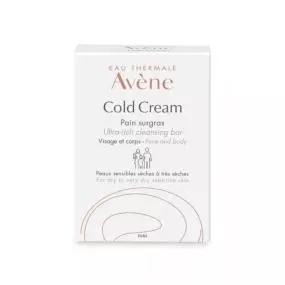 EAU THERMALE
Avène
Cold Cream
Pain surgras
Ultra-rich cleansing bar
Visage et corps - Face and body
Peaux sensibles sèches à très sèches
For dry to very dry sensitive skin